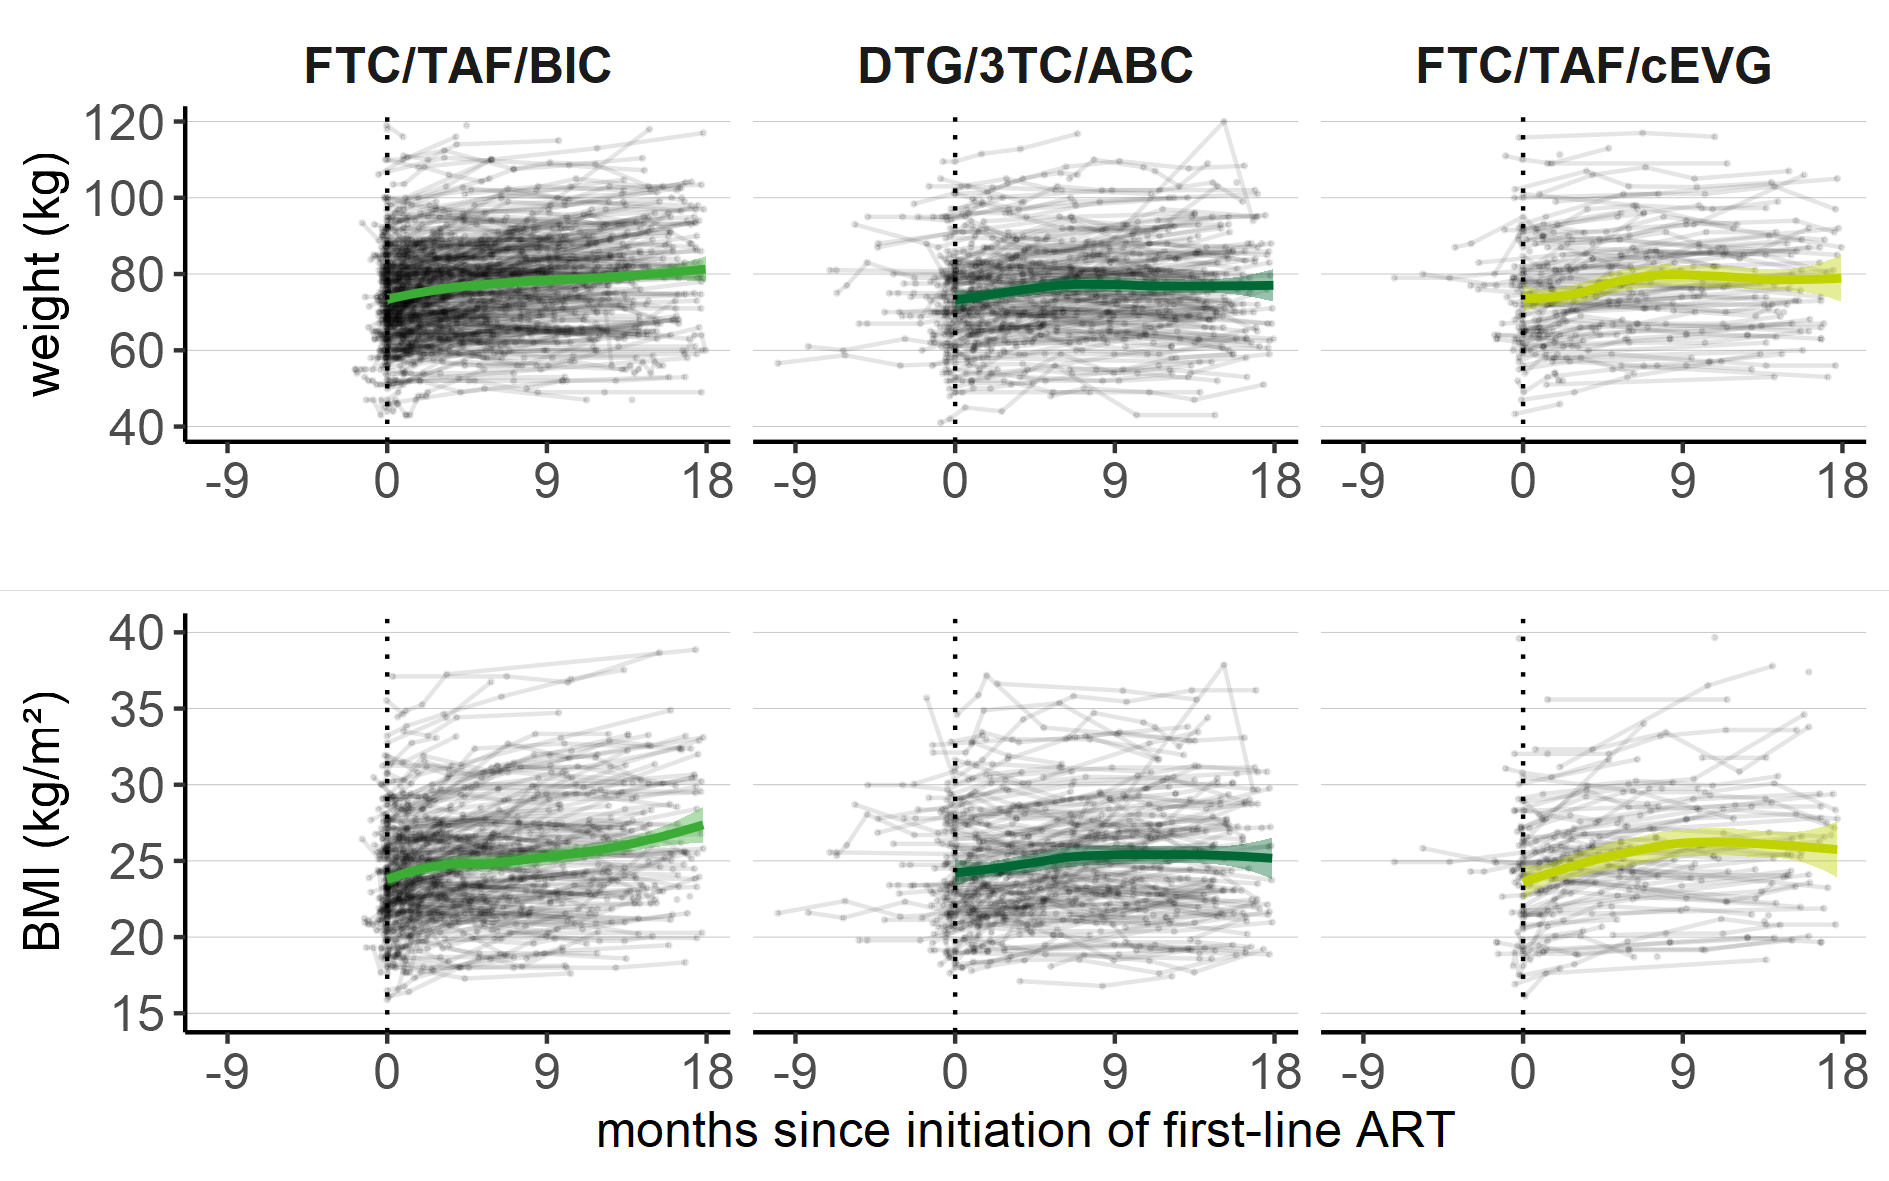 FTC/TAF/BIC DTG/3TC/ABC FTC/TAF/cEVG
weight (kg)
120
100
80
60
40
-9 0 9 18 -9 0 9 18 -9 0 9 18
BMI (kg/m²)
40
35
30
25
20
15
-9 0 9 18 -9 0 9 18 -9 0 9 18
months since initiation of first-line ART